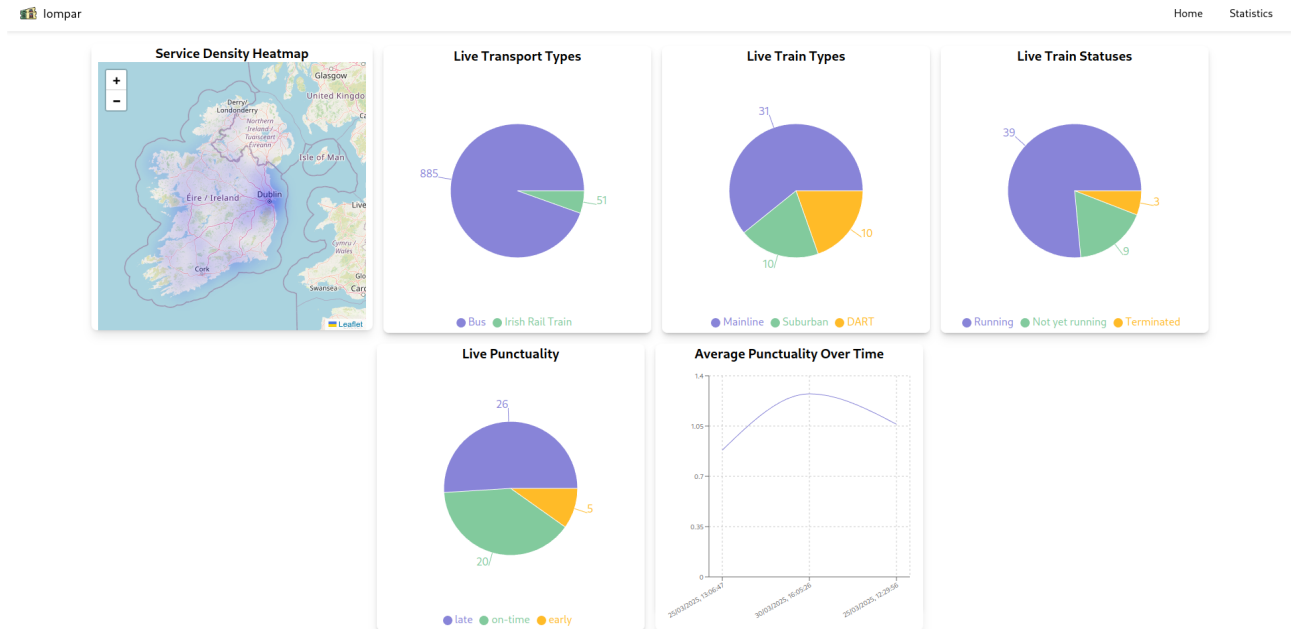 Iompar
Home
Statistics
Service Density Heatmap
+
−
Glasgow
United Kingdo
Derry/
Londonderry
Northern
Ireland /
Tuaisceart
Éireann
Isle of Man
Éire / Ireland
Dublin
Live
Cymru /
Wales
Cork
Glo
Swansea
Card
Leaflet
Live Transport Types
885
51
Bus
Irish Rail Train
Live Train Types
31
10
10
Mainline
Suburban
DART
Live Train Statuses
39
3
9
Running
Not yet running
Terminated
Live Punctuality
26
5
20
late
on-time
early
Average Punctuality Over Time
1.4
1.05
0.7
0.35
0
25/03/2025, 13:06:47
30/03/2025, 16:05:26
25/03/2025, 12:29:56